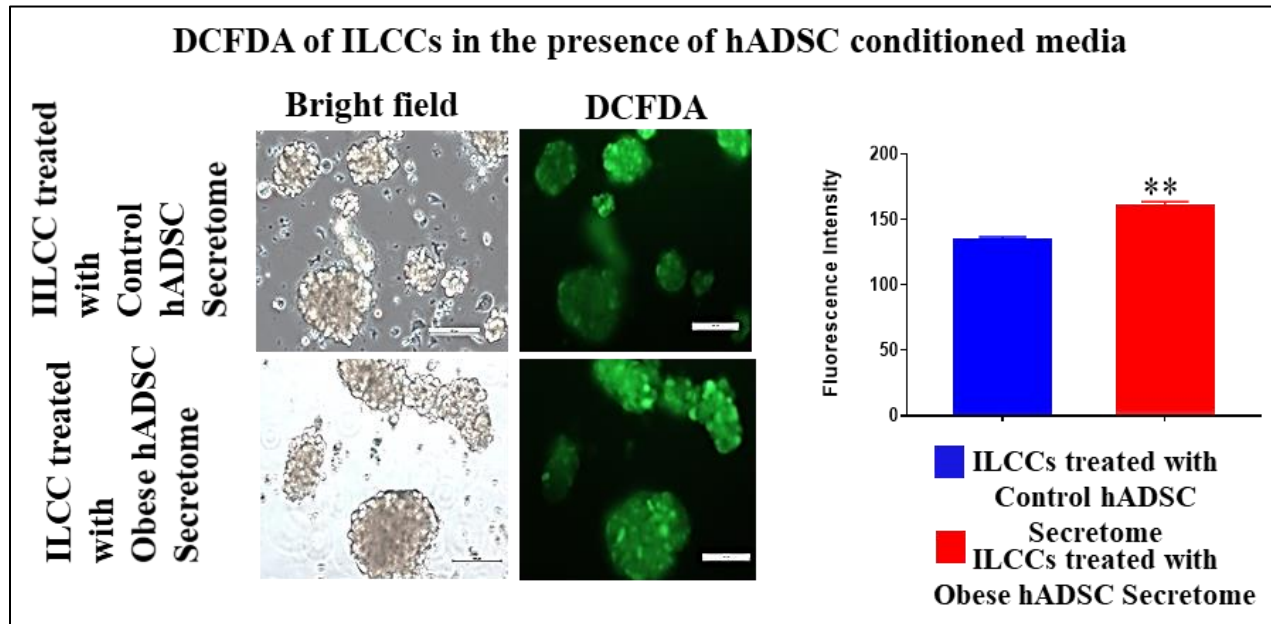 DCFDA of ILCCs in the presence of hADSC conditioned media
Bright field
DCFDA
IILCC treated
with
Control
hADSC
Secretome
ILCC treated
with
Obese hADSC
Secretome
Fluorescence Intensity
200
150
100
50
0
**
ILCCs treated with
Control hADSC
Secretome
ILCCs treated with
Obese hADSC Secretome